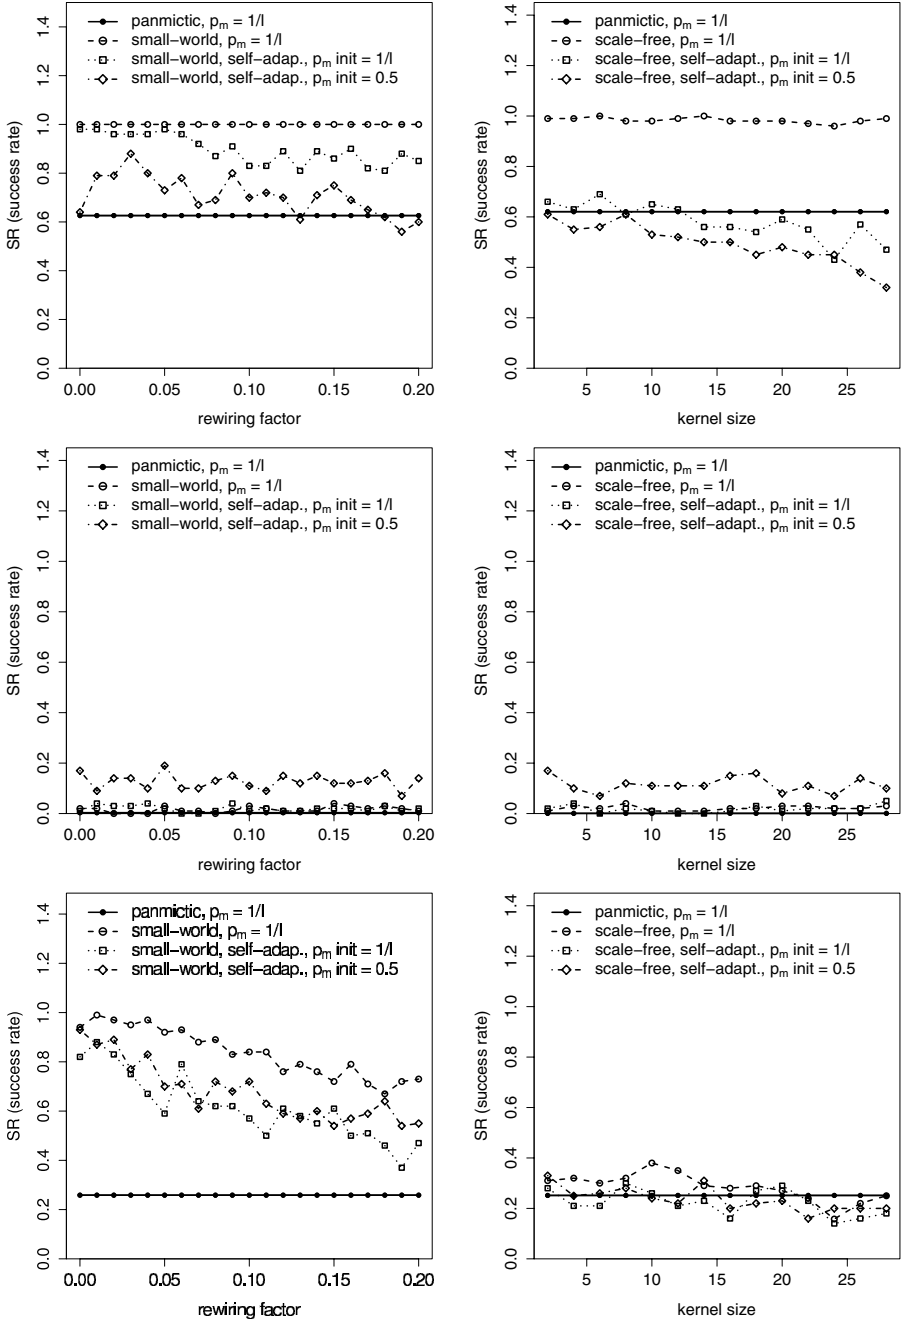 panmictic, pm = 1/l
small−world, pm = 1/l
small−world, self−adap., pm init = 1/l
small−world, self−adap., pm init = 0.5
SR (success rate)
1.4
1.2
1.0
0.8
0.6
0.4
0.2
0.0
0.00 0.05 0.10 0.15 0.20
rewiring factor
panmictic, pm = 1/l
scale−free, pm = 1/l
scale−free, self−adapt., pm init = 1/l
scale−free, self−adapt., pm init = 0.5
SR (success rate)
1.4
1.2
1.0
0.8
0.6
0.4
0.2
0.0
5 10 15 20 25
kernel size
panmictic, pm = 1/l
small−world, pm = 1/l
small−world, self−adap., pm init = 1/l
small−world, self−adap., pm init = 0.5
SR (success rate)
1.4
1.2
1.0
0.8
0.6
0.4
0.2
0.0
0.00 0.05 0.10 0.15 0.20
rewiring factor
panmictic, pm = 1/l
scale−free, pm = 1/l
scale−free, self−adapt., pm init = 1/l
scale−free, self−adapt., pm init = 0.5
SR (success rate)
1.4
1.2
1.0
0.8
0.6
0.4
0.2
0.0
5 10 15 20 25
kernel size
panmictic, pm = 1/l
small−world, pm = 1/l
small−world, self−adap., pm init = 1/l
small−world, self−adap., pm init = 0.5
SR (success rate)
1.4
1.2
1.0
0.8
0.6
0.4
0.2
0.0
0.00 0.05 0.10 0.15 0.20
rewiring factor
panmictic, pm = 1/l
scale−free, pm = 1/l
scale−free, self−adapt., pm init = 1/l
scale−free, self−adapt., pm init = 0.5
SR (success rate)
1.4
1.2
1.0
0.8
0.6
0.4
0.2
0.0
5 10 15 20 25
kernel size